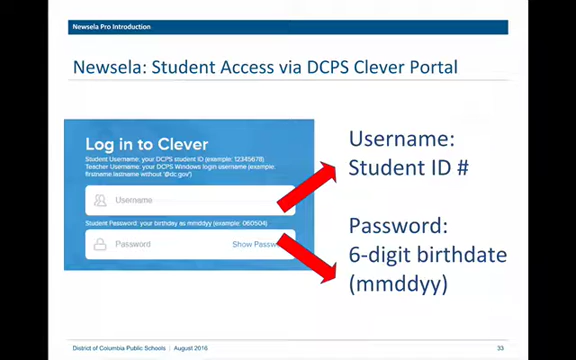 Newsela Pro Introduction
Newsela: Student Access via DCPS Clever Portal
Log in to Clever
Student Username: your DCPS student ID (example: 12345678)
Teacher Username: your DCPS Windows login username (example:
firstname.lastname without '@dc.gov')
Username
Student Password: your birthday as mmddyy (example: 060504)
Password
Show Passw
Username:
Student ID #
Password:
6-digit birthdate
(mmddyy)
District of Columbia Public Schools | August 2016
33